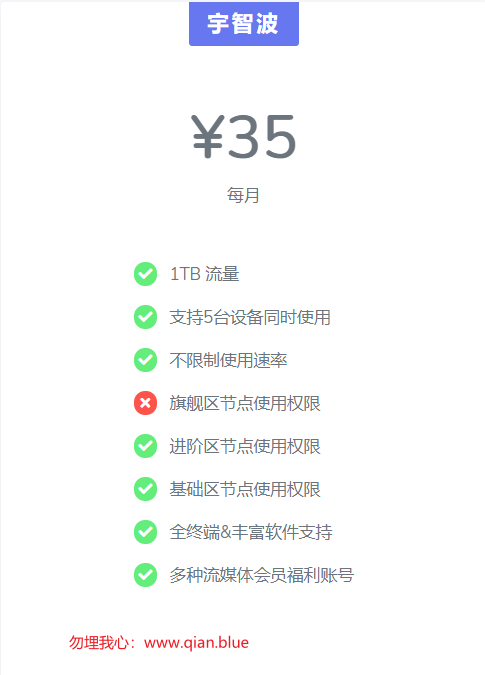 宇智波
¥35
每月
1TB 流量
支持5台设备同时使用
不限制使用速率
旗舰区节点使用权限
进阶区节点使用权限
基础区节点使用权限
全终端&丰富软件支持
多种流媒体会员福利账号
勿埋我心：www.qian.blue